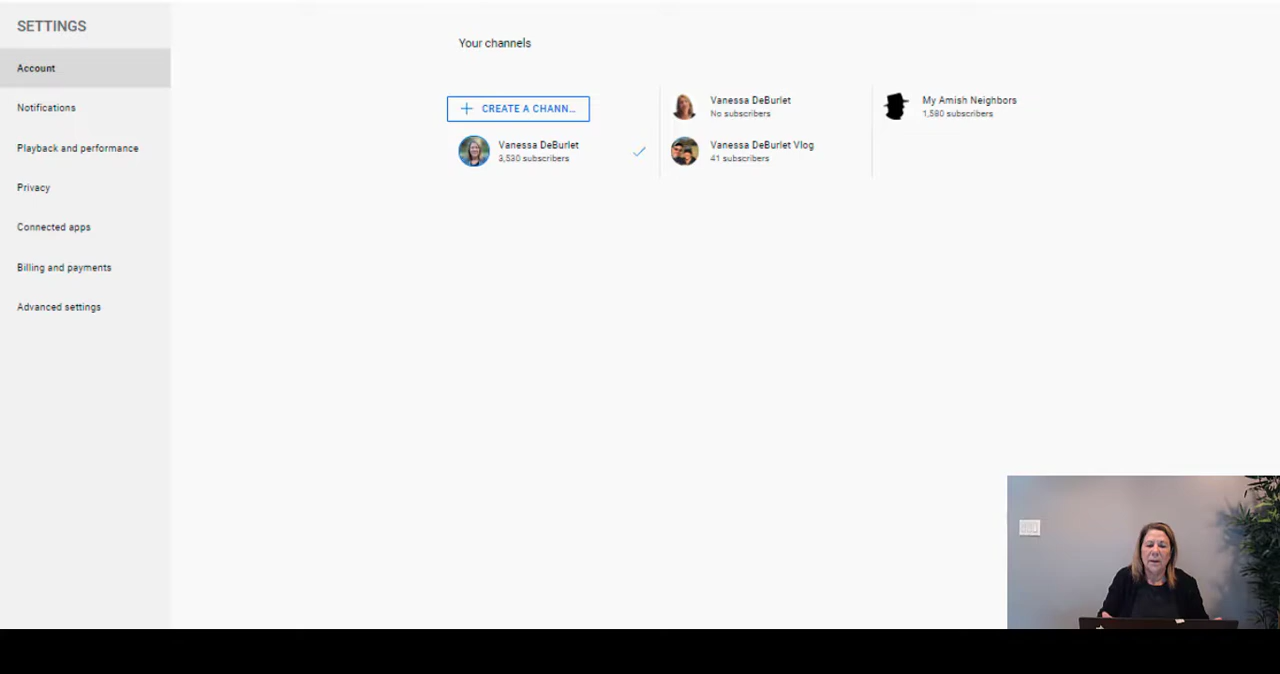 SETTINGS
Account
Notifications
Playback and performance
Privacy
Connected apps
Billing and payments
Advanced settings
Your channels
CREATE A CHANN...
Vanessa DeBurlet
3,530 subscribers
Vanessa DeBurlet
No subscribers
Vanessa DeBurlet Vlog
41 subscribers
My Amish Neighbors
1,580 subscribers